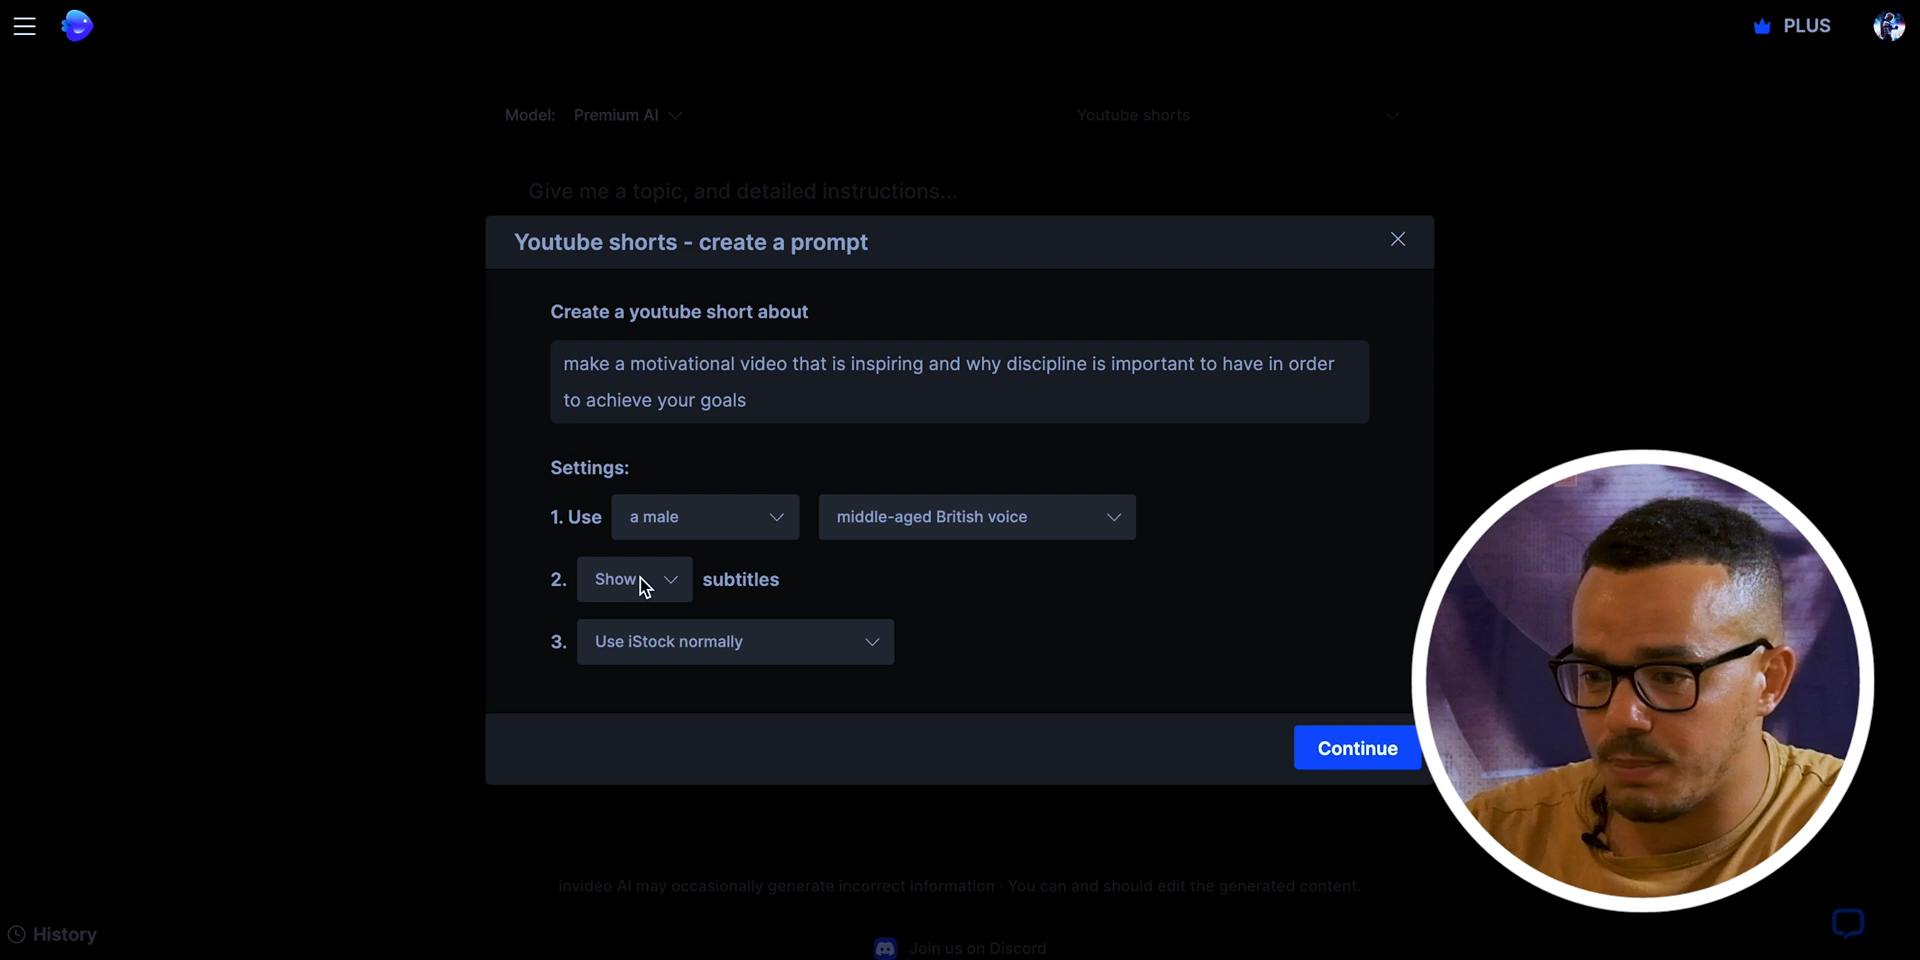 PLUS
Model: Premium AI
Youtube shorts
Give me a topic, and detailed instructions...
Youtube shorts - create a prompt
Create a youtube short about
make a motivational video that is inspiring and why discipline is important to have in order
to achieve your goals
Settings:
1. Use a male middle-aged British voice
2. Show subtitles
3. Use iStock normally
Continue
invideo AI may occasionally generate incorrect information · You can and should edit the generated content.
History
Join us on Discord